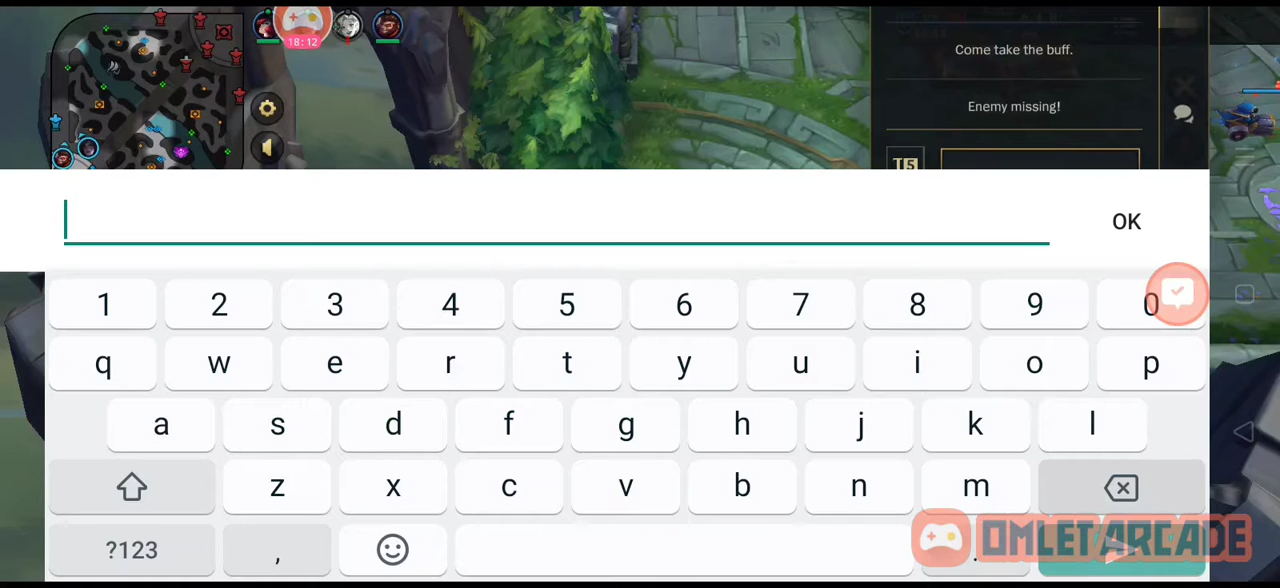 18:12
Come take the buff.
Enemy missing!
T5
OK
1 2 3 4 5 6 7 8 9 0
q w e r t y u i o p
a s d f g h j k l
z x c v b n m
?123 , .
OMLET ARCADE